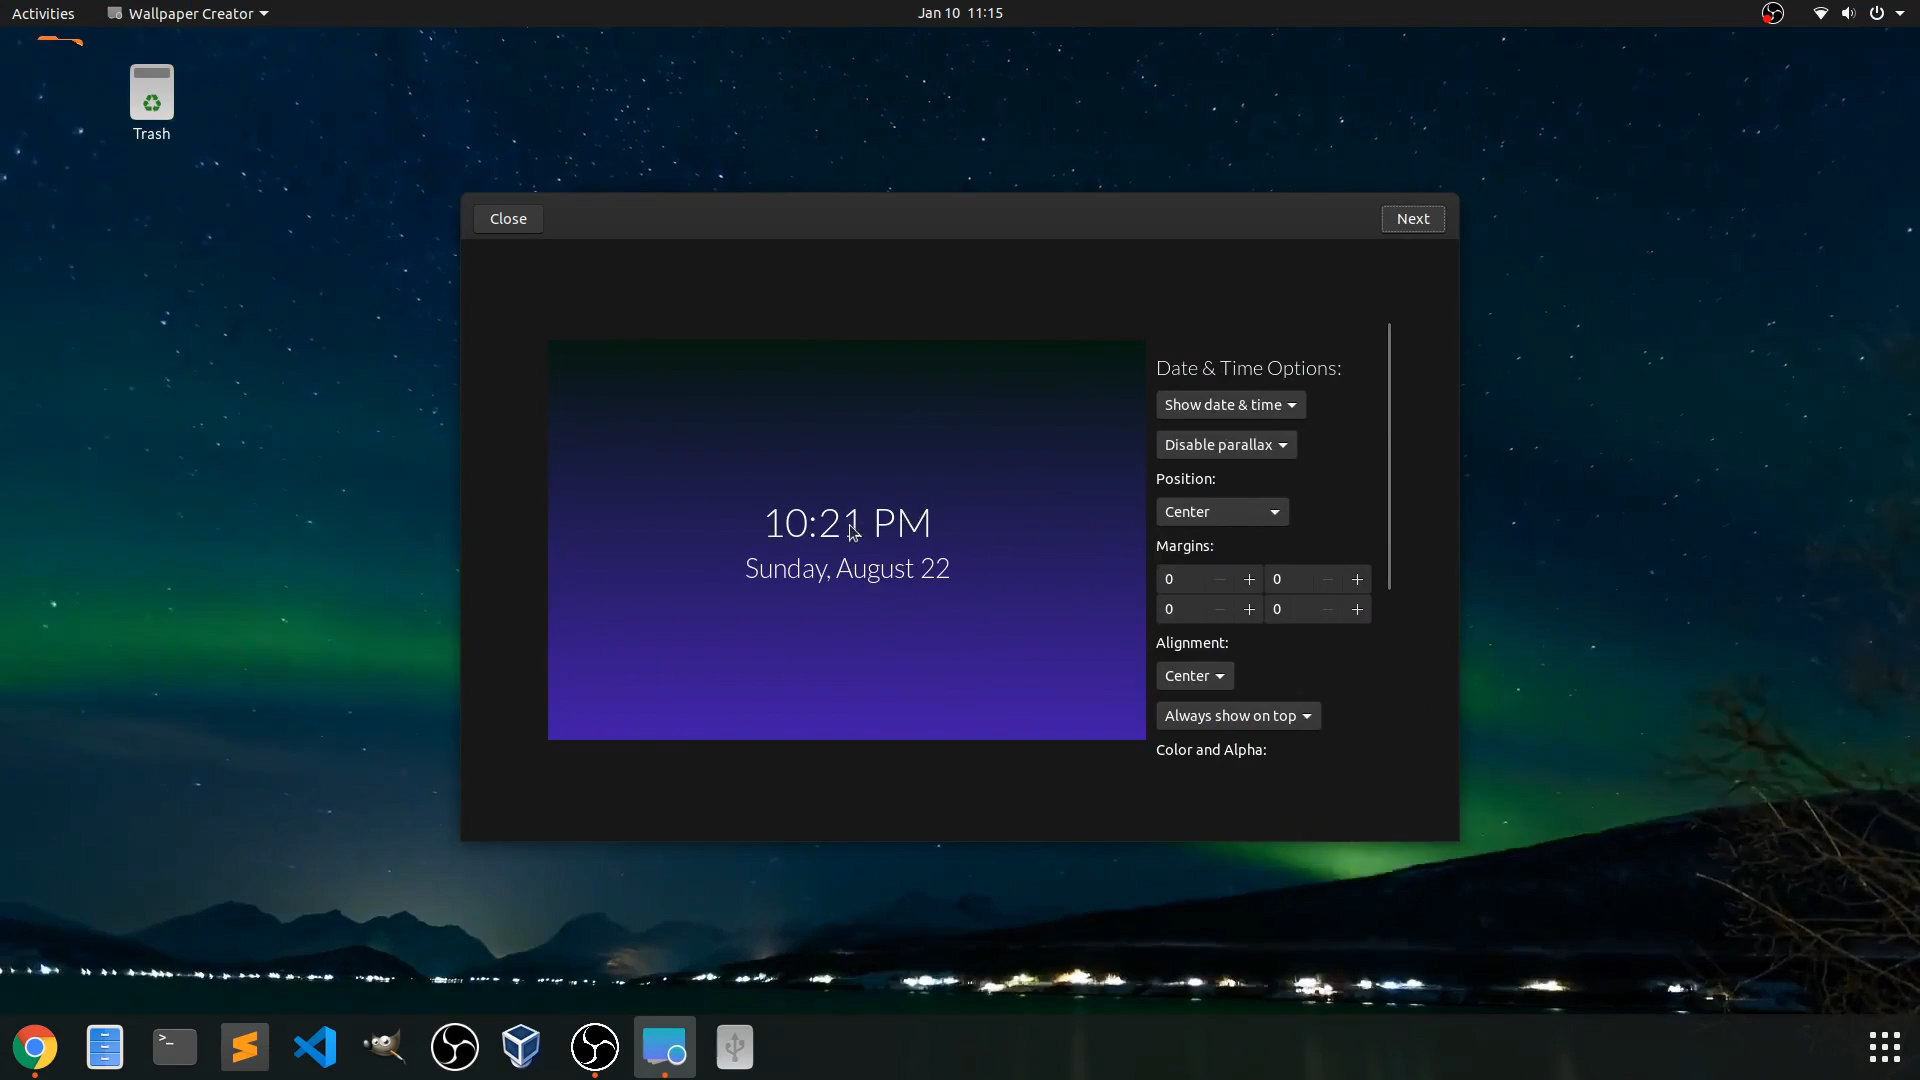 Activities
Wallpaper Creator
Jan 10 11:15
Trash
Close
Next
10:21 PM
Sunday, August 22
Date & Time Options:
Show date & time
Disable parallax
Position:
Center
Margins:
0 − + 0 − +
0 − + 0 − +
Alignment:
Center
Always show on top
Color and Alpha:
>_